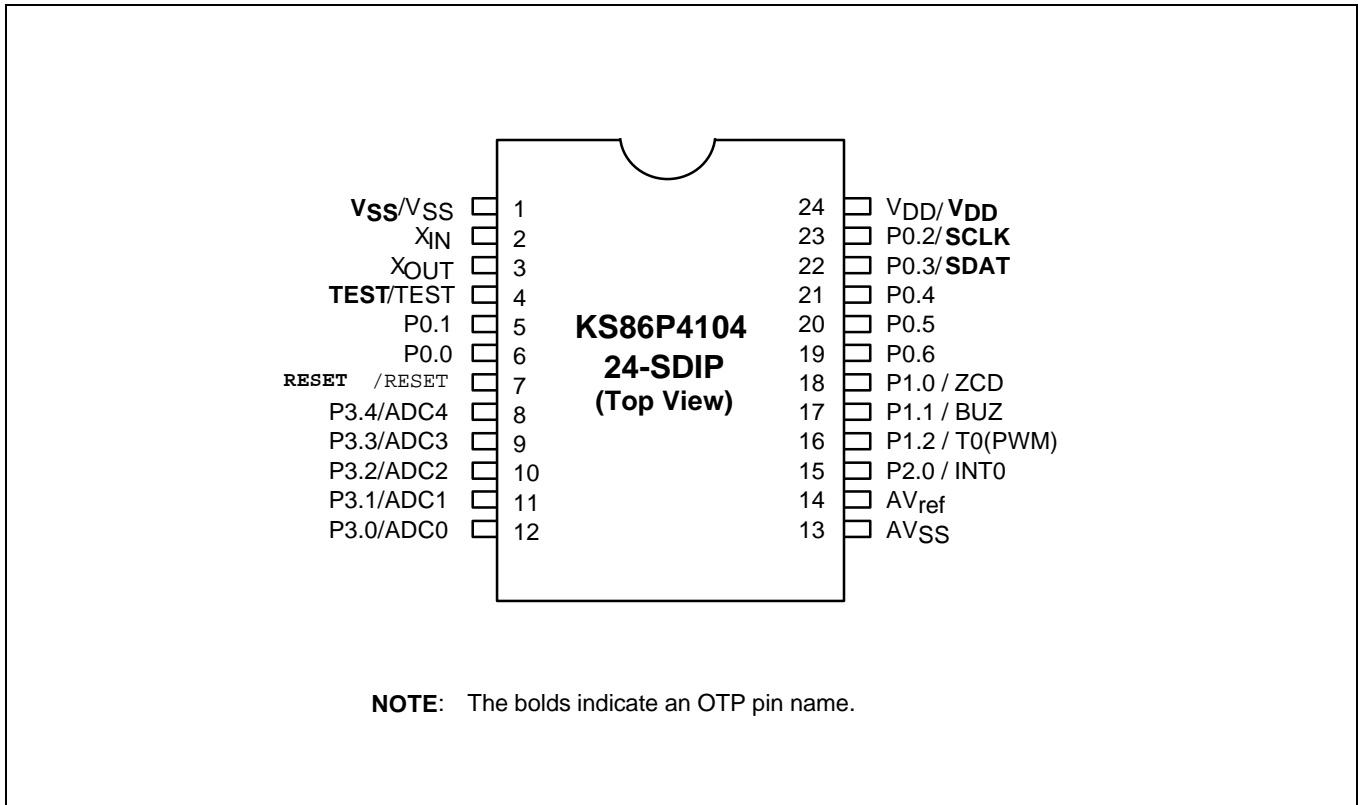 VSS/VSS 1 24 VDD/VDD
XIN 2 23 P0.2/SCLK
XOUT 3 22 P0.3/SDAT
TEST/TEST 4 21 P0.4
P0.1 5 20 P0.5
P0.0 6 19 P0.6
RESET /RESET 7 18 P1.0 / ZCD
P3.4/ADC4 8 17 P1.1 / BUZ
P3.3/ADC3 9 16 P1.2 / T0(PWM)
P3.2/ADC2 10 15 P2.0 / INT0
P3.1/ADC1 11 14 AVref
P3.0/ADC0 12 13 AVSS
KS86P4104
24-SDIP
(Top View)
NOTE: The bolds indicate an OTP pin name.